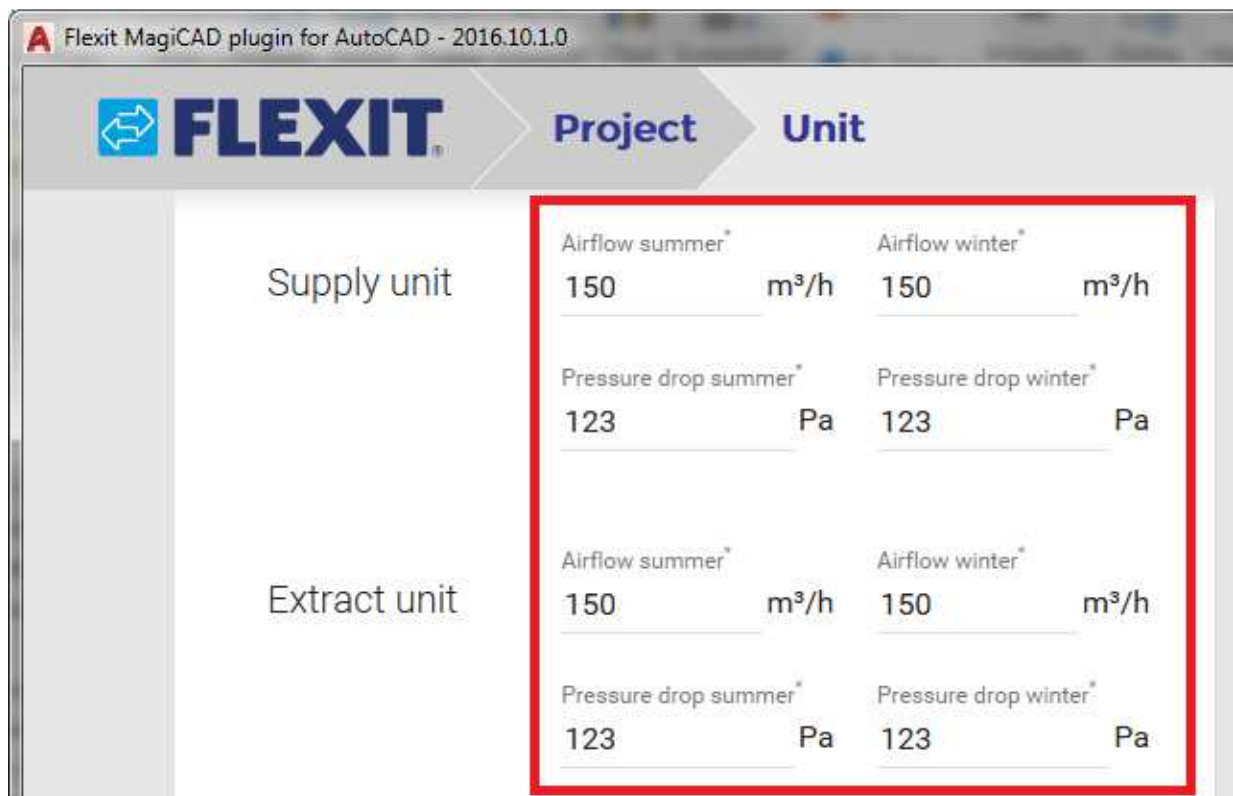 Flexit MagiCAD plugin for AutoCAD - 2016.10.1.0
FLEXIT® Project Unit
Supply unit
Airflow summer* Airflow winter*
150 m³/h 150 m³/h
Pressure drop summer* Pressure drop winter*
123 Pa 123 Pa
Extract unit
Airflow summer* Airflow winter*
150 m³/h 150 m³/h
Pressure drop summer* Pressure drop winter*
123 Pa 123 Pa